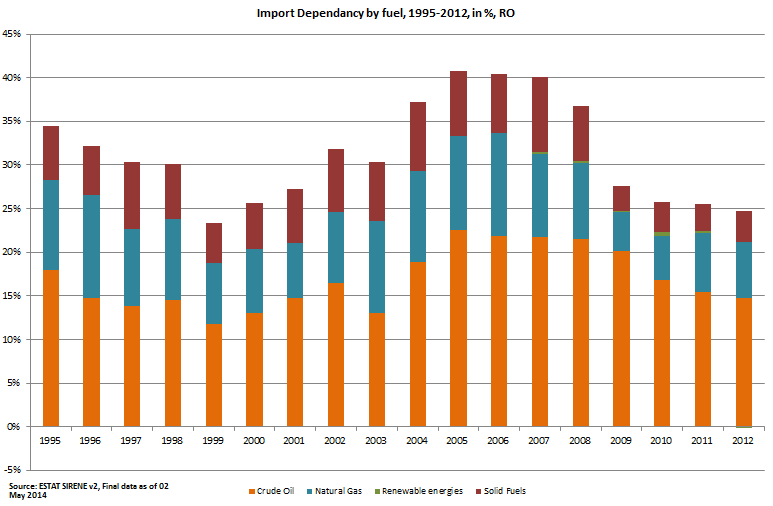 Import Dependancy by fuel, 1995-2012, in %, RO
45%
40%
35%
30%
25%
20%
15%
10%
5%
0%
-5%
1995 1996 1997 1998 1999 2000 2001 2002 2003 2004 2005 2006 2007 2008 2009 2010 2011 2012
Source: ESTAT SIRENE v2, Final data as of 02
May 2014
Crude Oil Natural Gas Renewable energies Solid Fuels